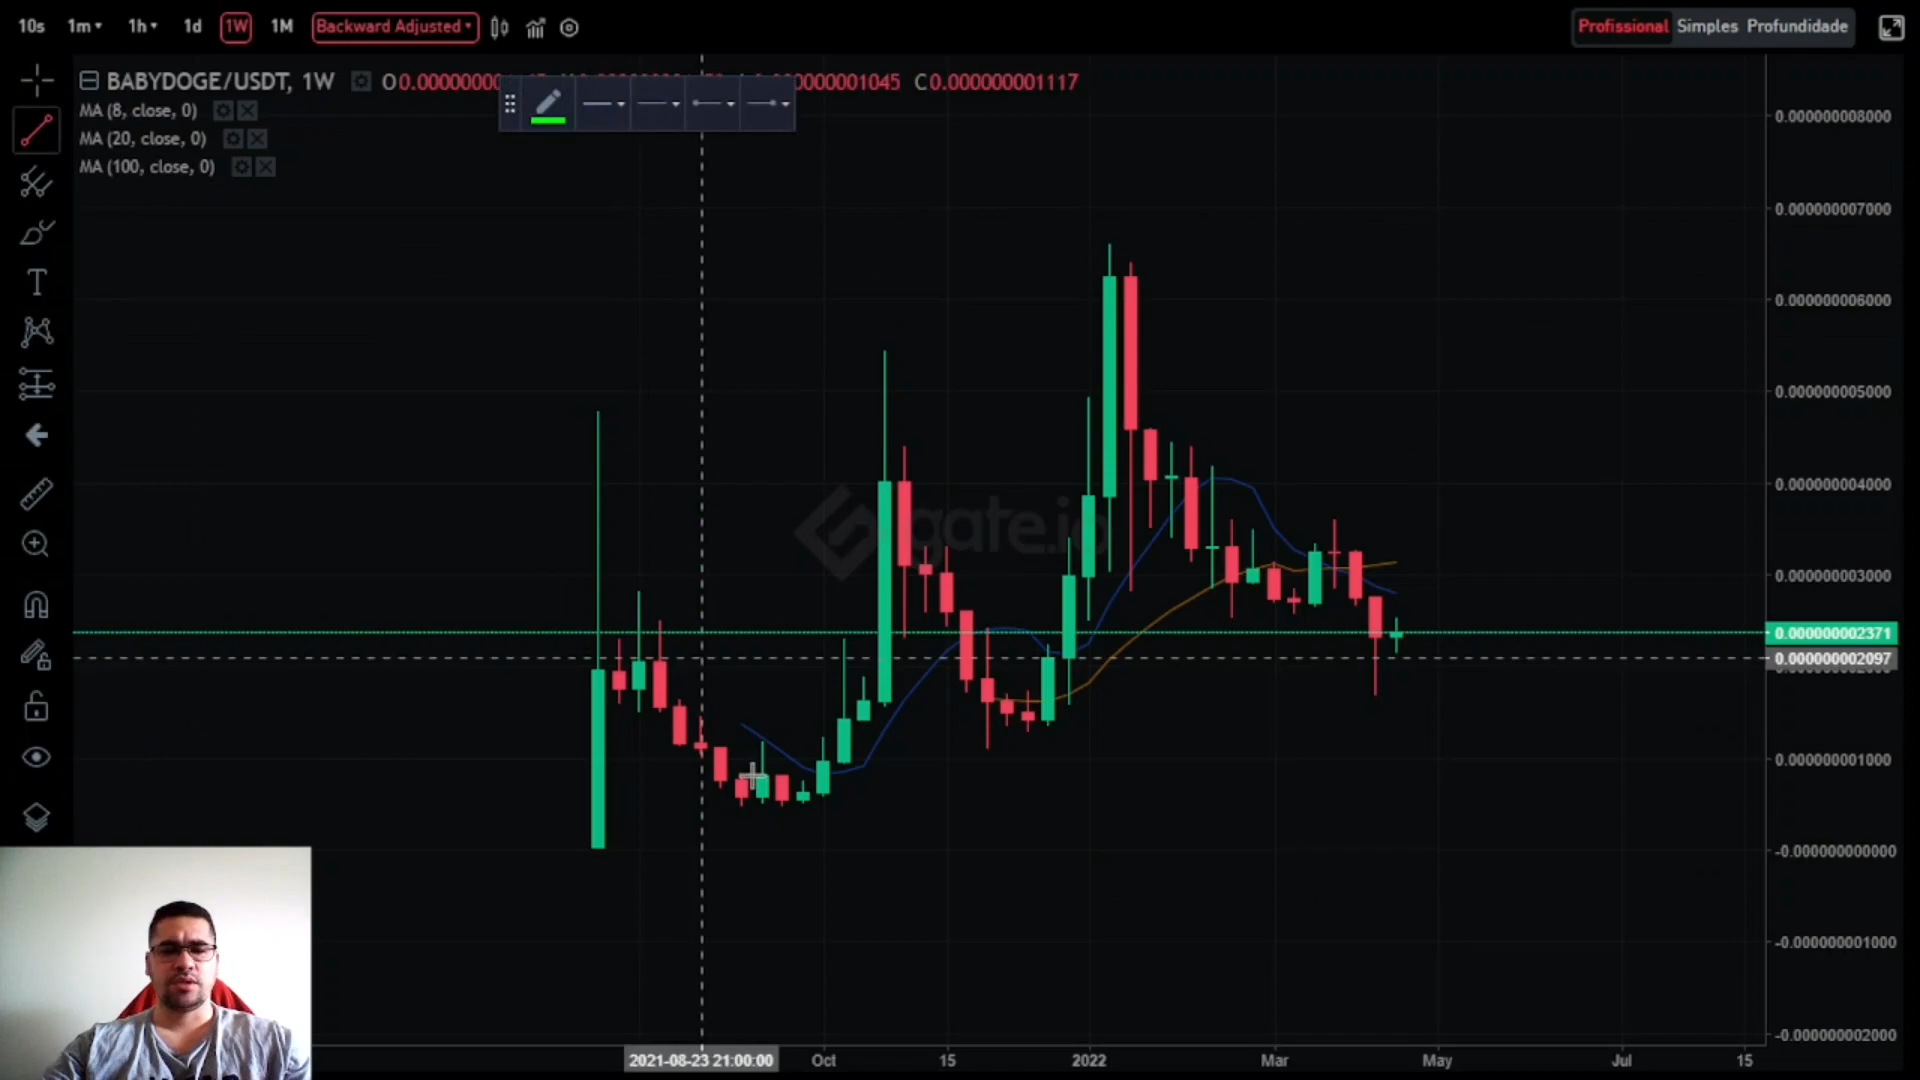 10s 1m 1h 1d 1W 1M Backward Adjusted Profissional Simples Profundidade
BABYDOGE/USDT, 1W O0.00000000 000000001045 C0.000000001117
MA (8, close, 0)
MA (20, close, 0)
MA (100, close, 0)
T
0.000000008000
0.000000007000
0.000000006000
0.000000005000
0.000000004000
gate.io
0.000000003000
0.000000002371
0.000000002097
0.000000001000
-0.000000000000
-0.000000001000
-0.000000002000
2021-08-23 21:00:00 Oct 15 2022 Mar May Jul 15